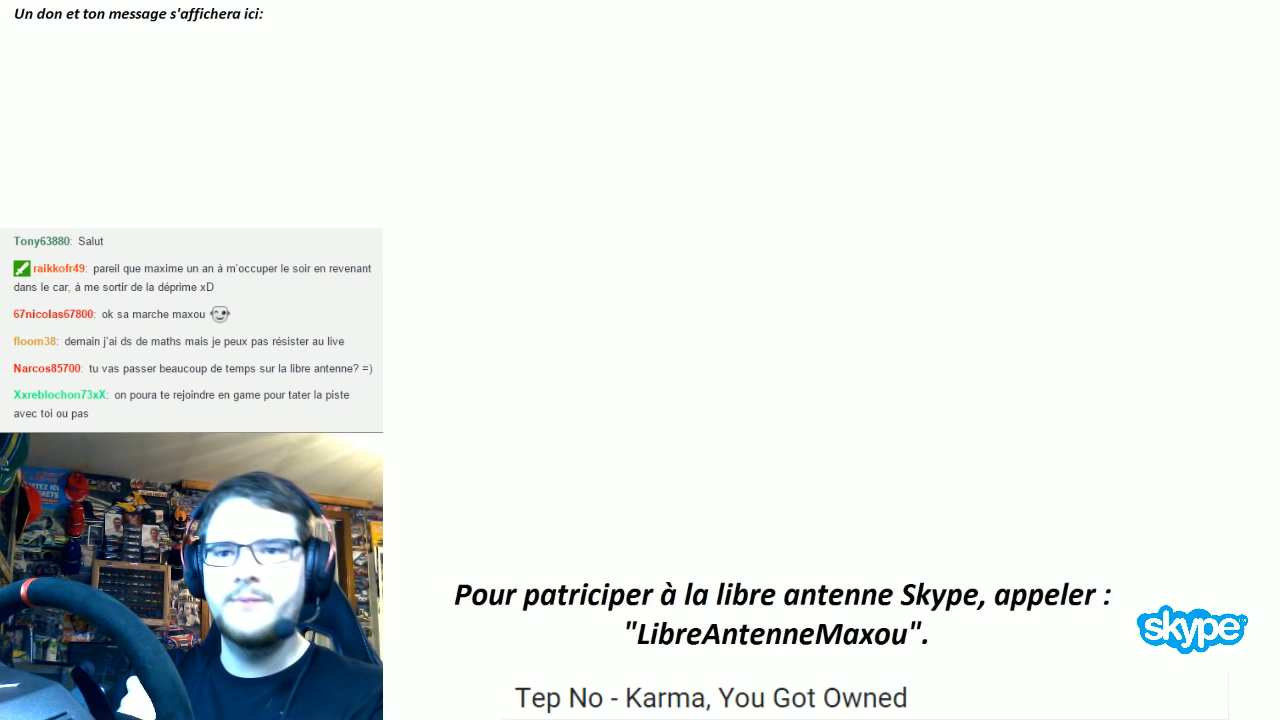 Un don et ton message s'affichera ici:
Tony63880: Salut
raikkofr49: pareil que maxime un an à m'occuper le soir en revenant
dans le car, à me sortir de la déprime xD
67nicolas67800: ok sa marche maxou
floom38: demain j'ai ds de maths mais je peux pas résister au live
Narcos85700: tu vas passer beaucoup de temps sur la libre antenne? =)
Xxreblochon73xX: on poura te rejoindre en game pour tater la piste
avec toi ou pas
Pour patriciper à la libre antenne Skype, appeler :
"LibreAntenneMaxou".
skype
Tep No - Karma, You Got Owned